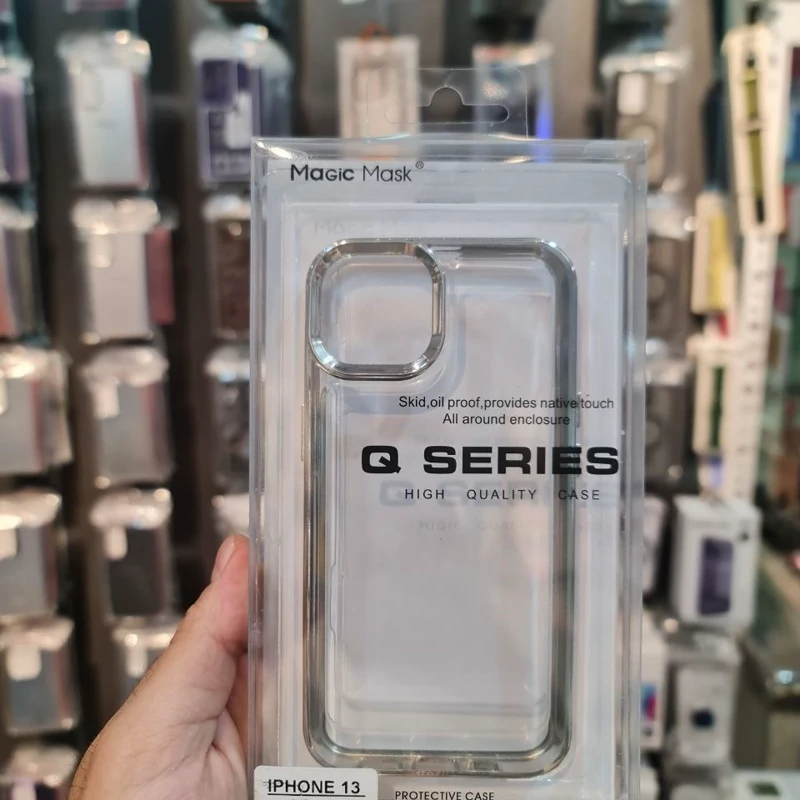 Magic Mask®
Skid,oil proof,provides native touch
All around enclosure
Q SERIES
HIGH QUALITY CASE
IPHONE 13
PROTECTIVE CASE